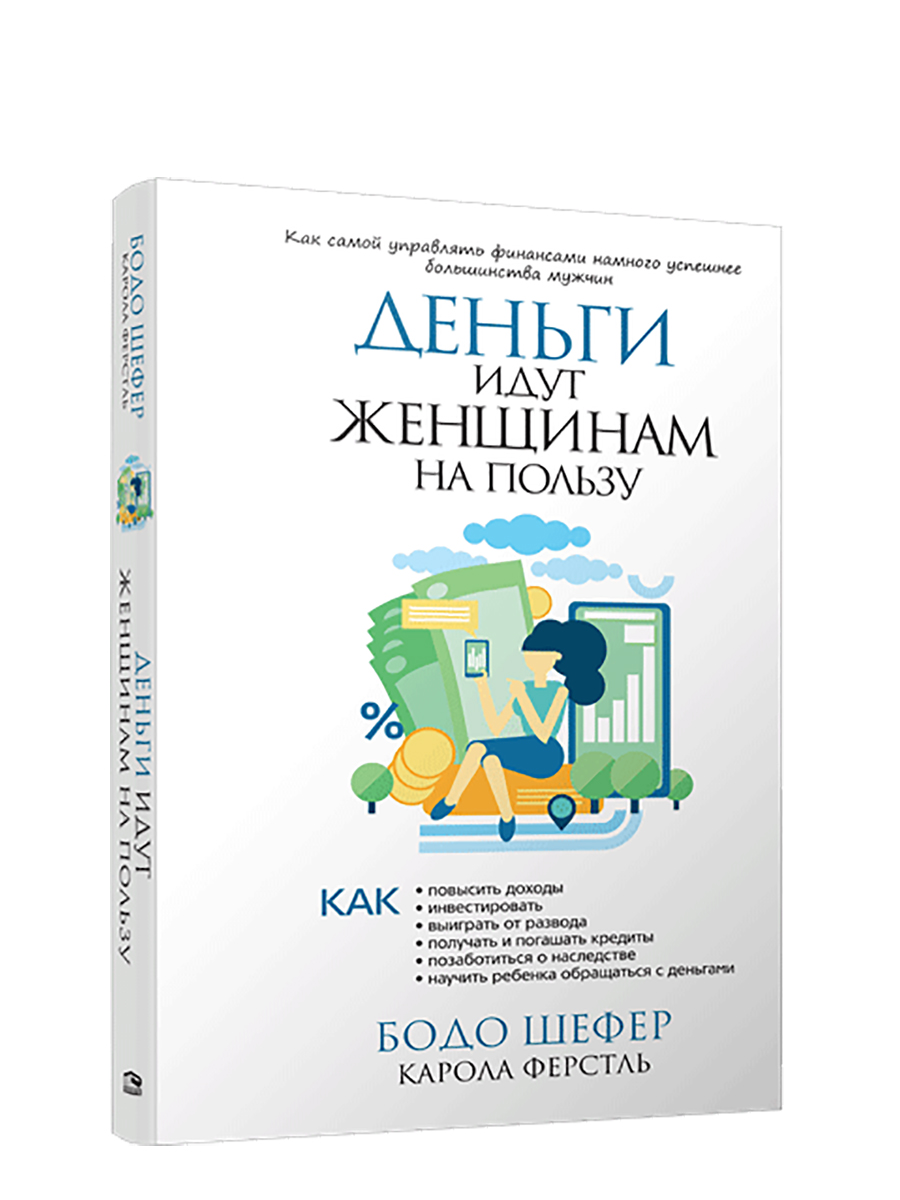 Как самой управлять финансами намного успешнее
большинства мужчин
ДЕНЬГИ
ИДУТ
ЖЕНЩИНАМ
НА ПОЛЬЗУ
%
КАК
• повысить доходы
• инвестировать
• выиграть от развода
• получать и погашать кредиты
• позаботиться о наследстве
• научить ребенка обращаться с деньгами
БОДО ШЕФЕР
КАРОЛА ФЕРСТЛЬ
БОДО ШЕФЕР
КАРОЛА ФЕРСТЛЬ
ДЕНЬГИ ИДУТ
ЖЕНЩИНАМ НА ПОЛЬЗУ